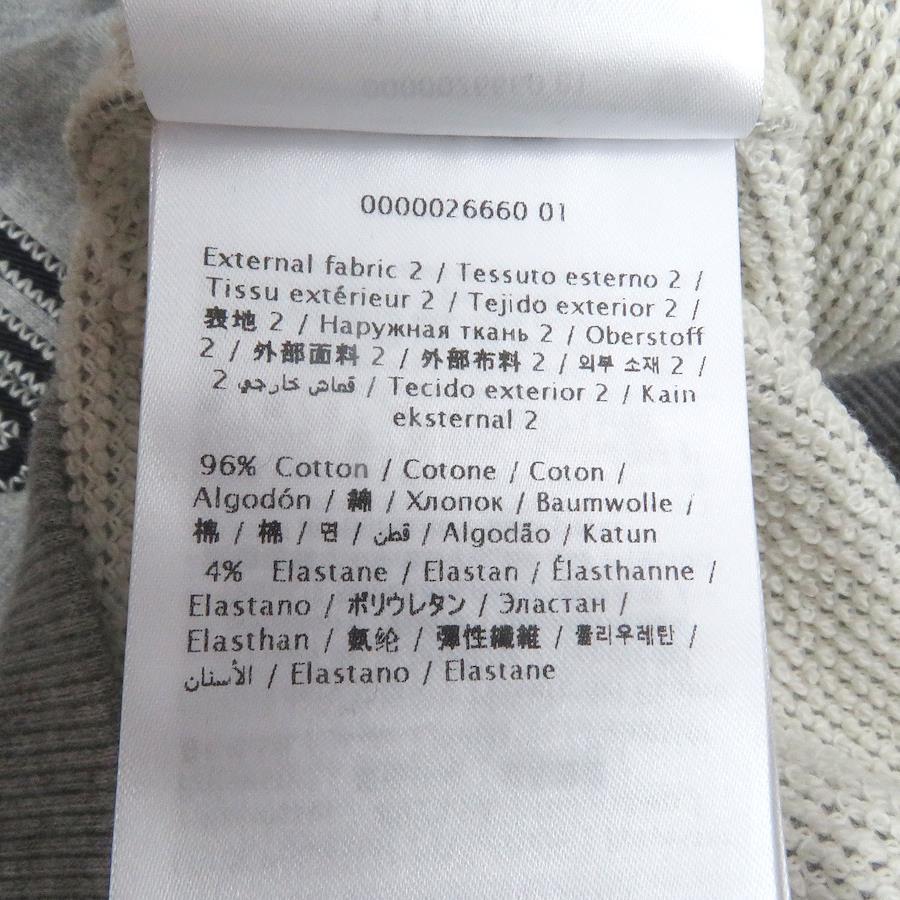 0000026660 01
External fabric 2 / Tessuto esterno 2 /
Tissu extérieur 2 / Tejido exterior 2 /
表地 2 / Наружная ткань 2 / Oberstoff
2 / 外部面料 2 / 外部布料 2 / 외부 소재 2 /
قماش خارجي 2 / Tecido exterior 2 / Kain
eksternal 2
96% Cotton / Cotone / Coton /
Algodón / 綿 / Хлопок / Baumwolle /
棉 / 棉 / 면 / قطن / Algodão / Katun
4% Elastane / Elastan / Élasthanne /
Elastano / ポリウレタン / Эластан /
Elasthan / 氨纶 / 彈性纖維 / 폴리우레탄 /
الأسنان / Elastano / Elastane